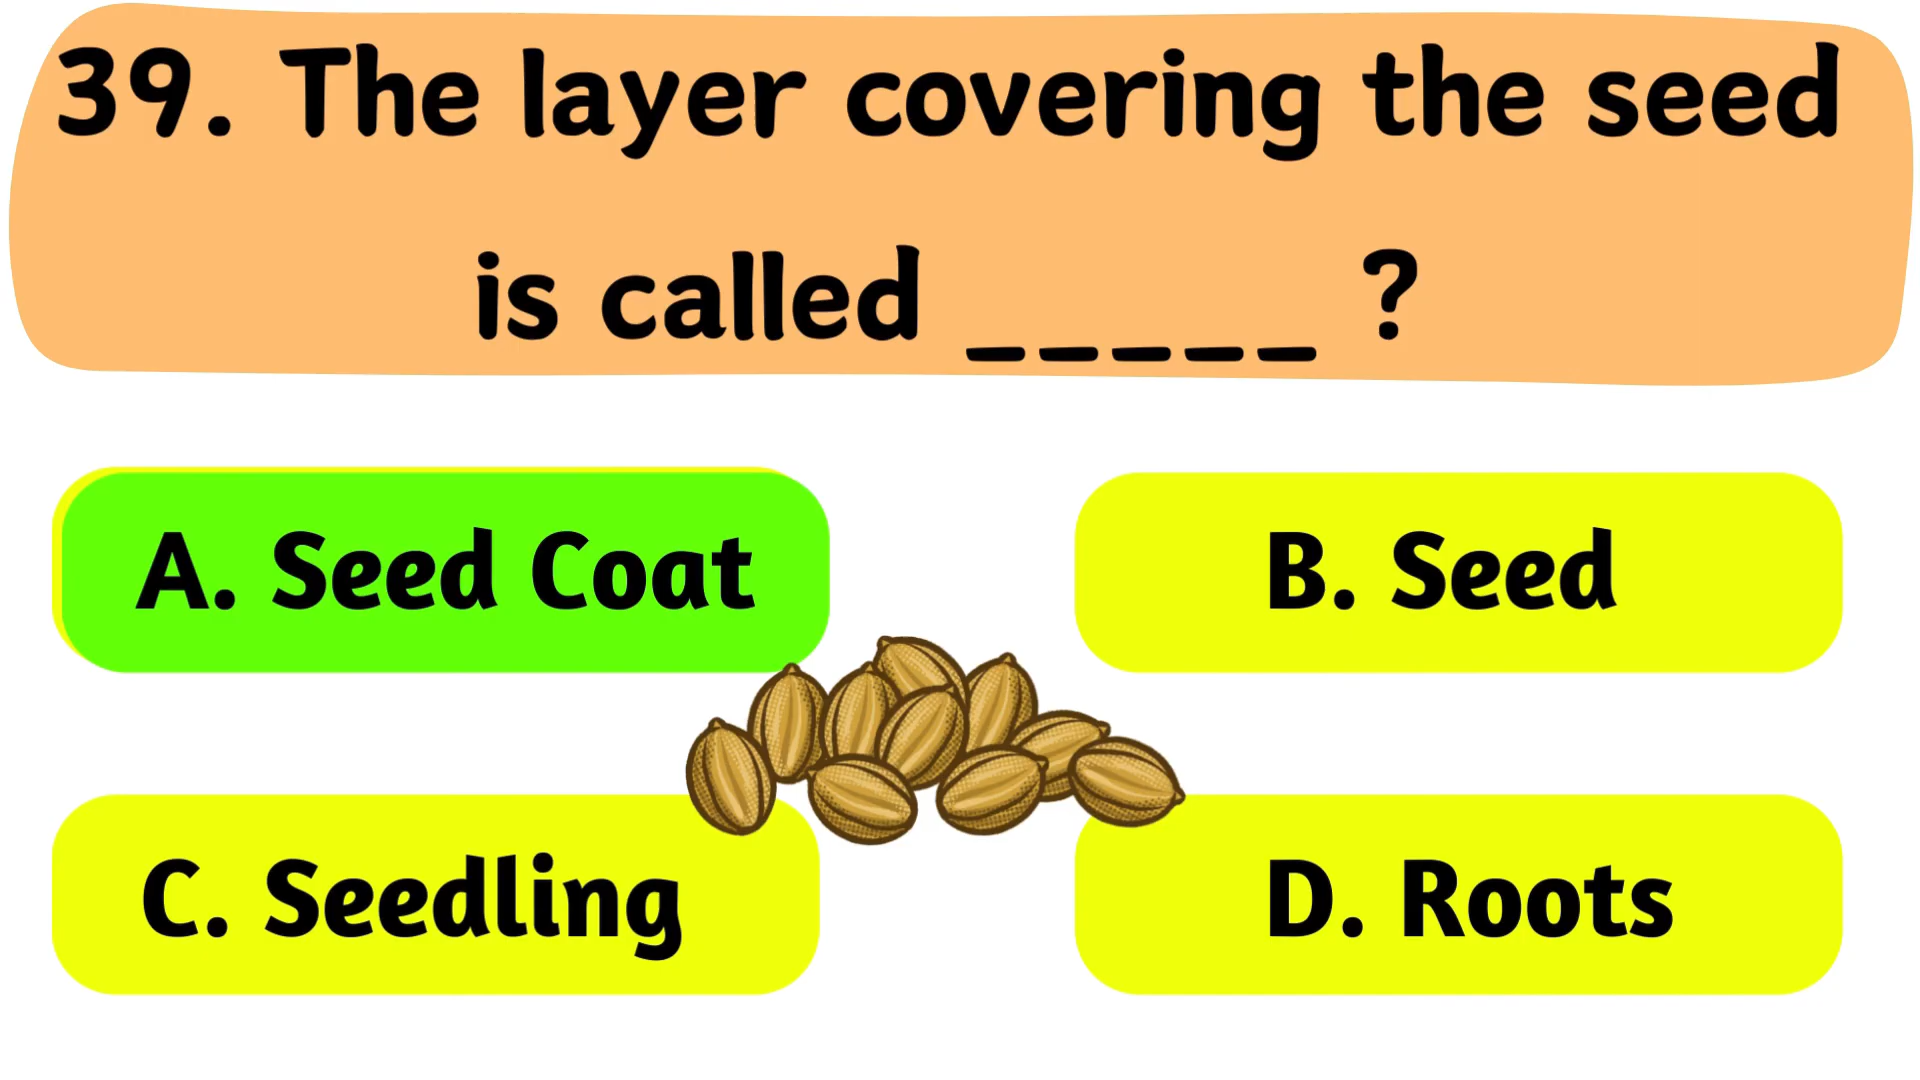 39. The layer covering the seed
is called _____ ?
A. Seed Coat
B. Seed
C. Seedling
D. Roots